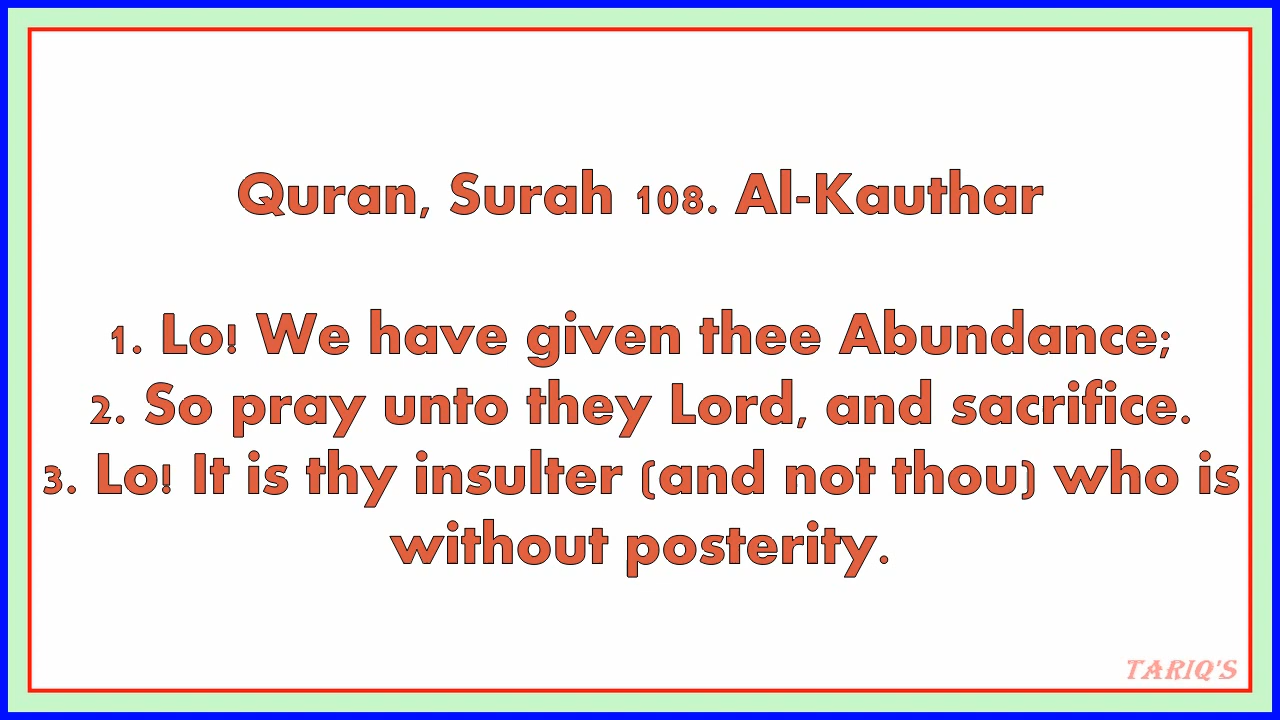 Quran, Surah 108. Al-Kauthar
1. Lo! We have given thee Abundance;
2. So pray unto they Lord, and sacrifice.
3. Lo! It is thy insulter (and not thou) who is
without posterity.
TARIQ'S